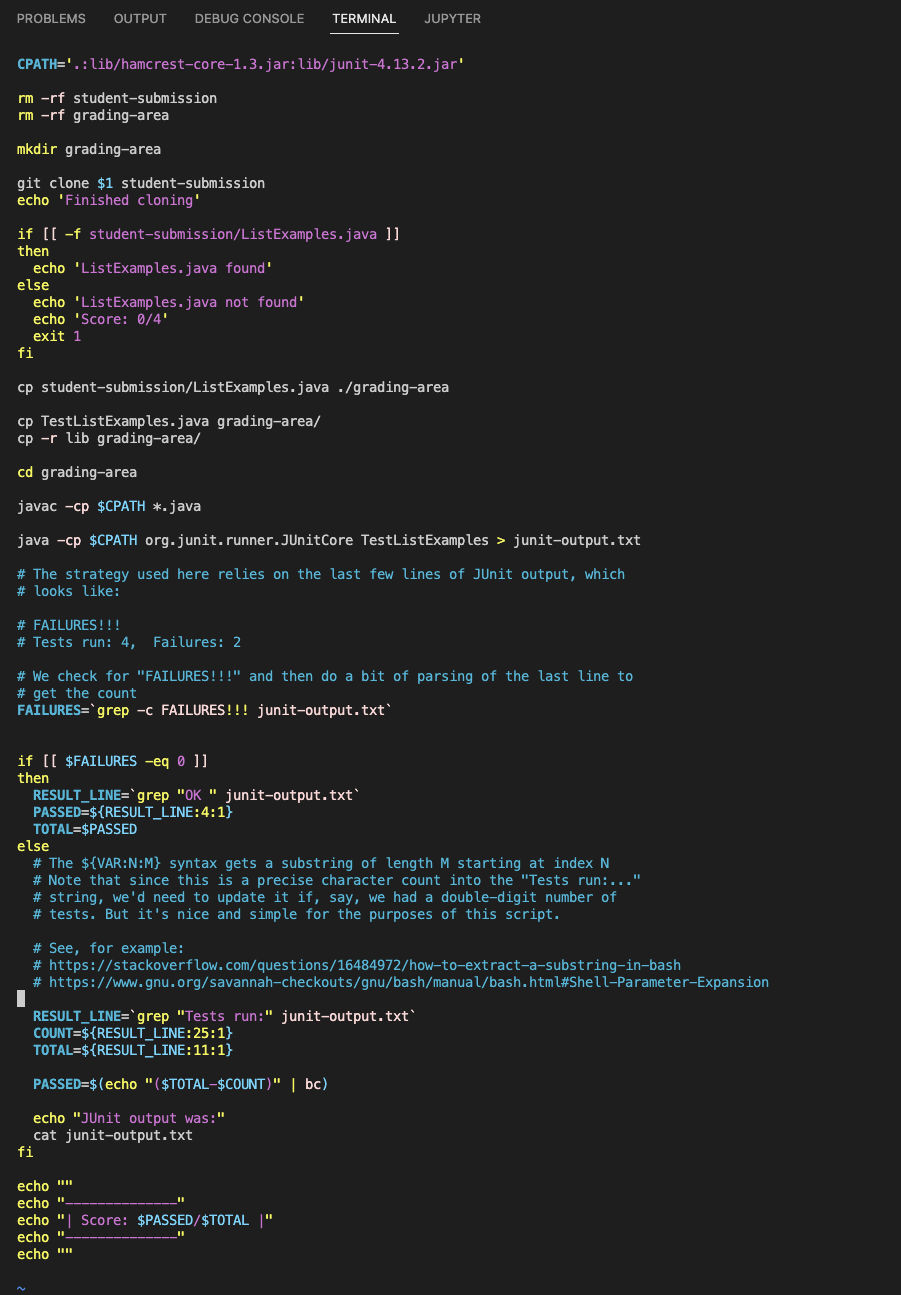 PROBLEMS OUTPUT DEBUG CONSOLE TERMINAL JUPYTER
CPATH='.:lib/hamcrest-core-1.3.jar:lib/junit-4.13.2.jar'
rm -rf student-submission
rm -rf grading-area
mkdir grading-area
git clone $1 student-submission
echo 'Finished cloning'
if [[ -f student-submission/ListExamples.java ]]
then
  echo 'ListExamples.java found'
else
  echo 'ListExamples.java not found'
  echo 'Score: 0/4'
  exit 1
fi
cp student-submission/ListExamples.java ./grading-area
cp TestListExamples.java grading-area/
cp -r lib grading-area/
cd grading-area
javac -cp $CPATH *.java
java -cp $CPATH org.junit.runner.JUnitCore TestListExamples > junit-output.txt
# The strategy used here relies on the last few lines of JUnit output, which
# looks like:
# FAILURES!!!
# Tests run: 4,  Failures: 2
# We check for "FAILURES!!!" and then do a bit of parsing of the last line to
# get the count
FAILURES=`grep -c FAILURES!!! junit-output.txt`
if [[ $FAILURES -eq 0 ]]
then
  RESULT_LINE=`grep "OK " junit-output.txt`
  PASSED=${RESULT_LINE:4:1}
  TOTAL=$PASSED
else
  # The ${VAR:N:M} syntax gets a substring of length M starting at index N
  # Note that since this is a precise character count into the "Tests run:..."
  # string, we'd need to update it if, say, we had a double-digit number of
  # tests. But it's nice and simple for the purposes of this script.
  # See, for example:
  # https://stackoverflow.com/questions/16484972/how-to-extract-a-substring-in-bash
  # https://www.gnu.org/savannah-checkouts/gnu/bash/manual/bash.html#Shell-Parameter-Expansion
  RESULT_LINE=`grep "Tests run:" junit-output.txt`
  COUNT=${RESULT_LINE:25:1}
  TOTAL=${RESULT_LINE:11:1}
  PASSED=$(echo "($TOTAL-$COUNT)" | bc)
  echo "JUnit output was:"
  cat junit-output.txt
fi
echo ""
echo "--------------"
echo "| Score: $PASSED/$TOTAL |"
echo "--------------"
echo ""
~